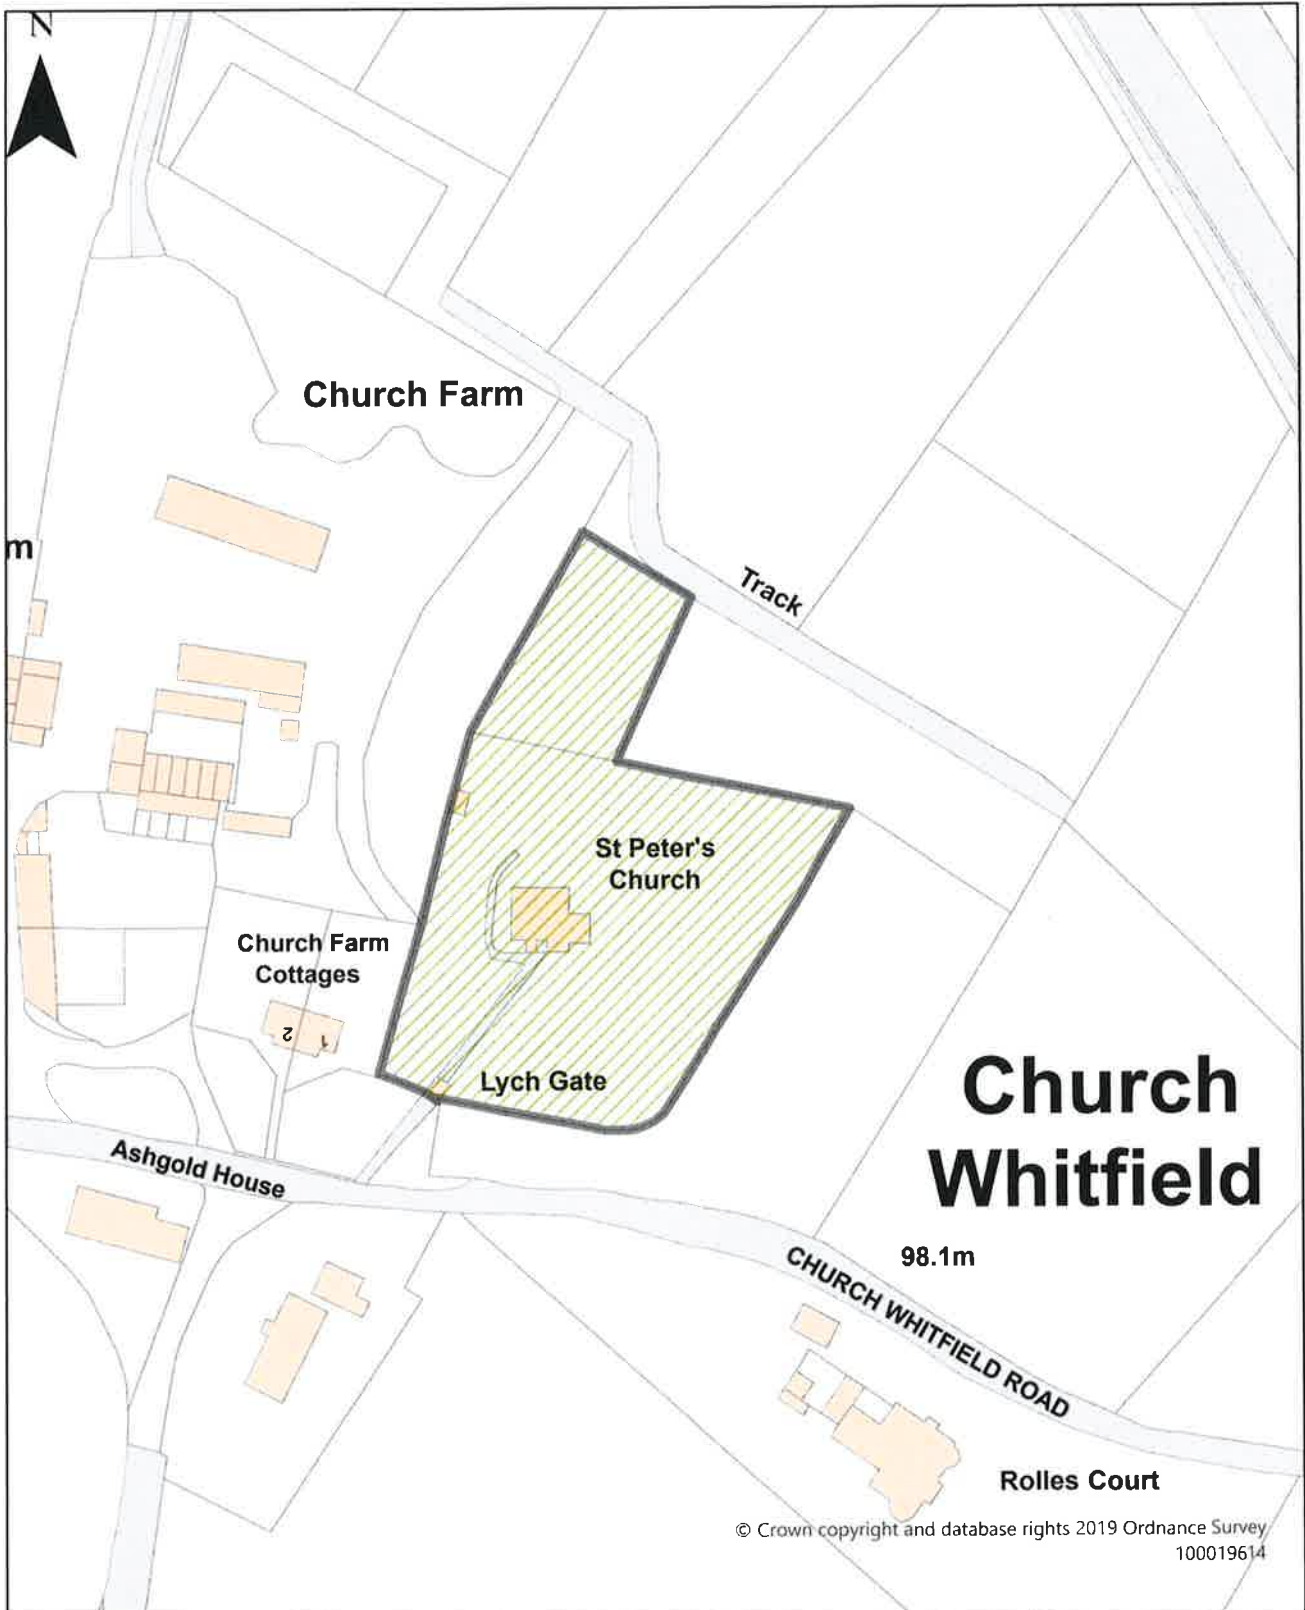 N
Church Farm
m
Track
St Peter's
Church
Church Farm
Cottages
2
1
Lych Gate
Church
Whitfield
Ashgold House
98.1m
CHURCH WHITFIELD ROAD
Rolles Court
© Crown copyright and database rights 2019 Ordnance Survey
100019614